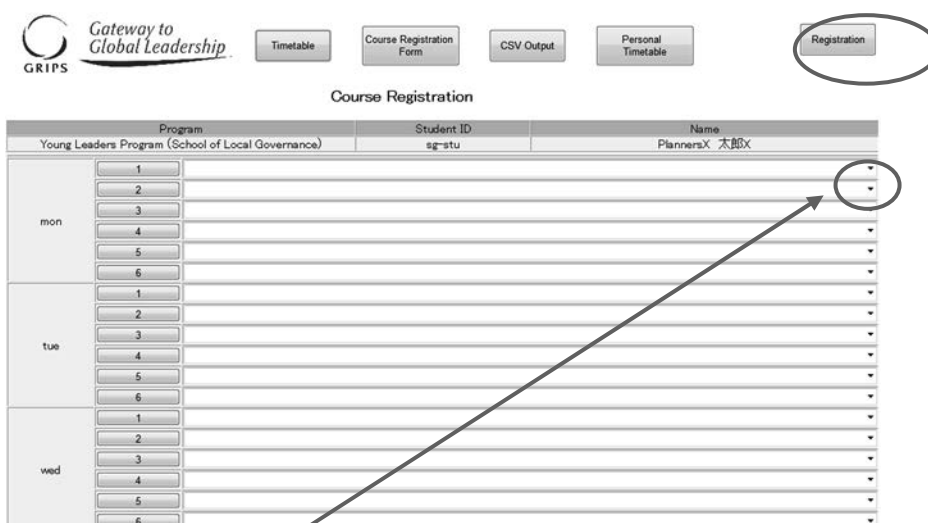 GRIPS
Gateway to
Global Leadership
Timetable
Course Registration
Form
CSV Output
Personal
Timetable
Registration
Course Registration
Program Student ID Name
Young Leaders Program (School of Local Governance) sg-stu PlannersX 太郎X
mon
1
2
3
4
5
6
tue
1
2
3
4
5
6
wed
1
2
3
4
5
6